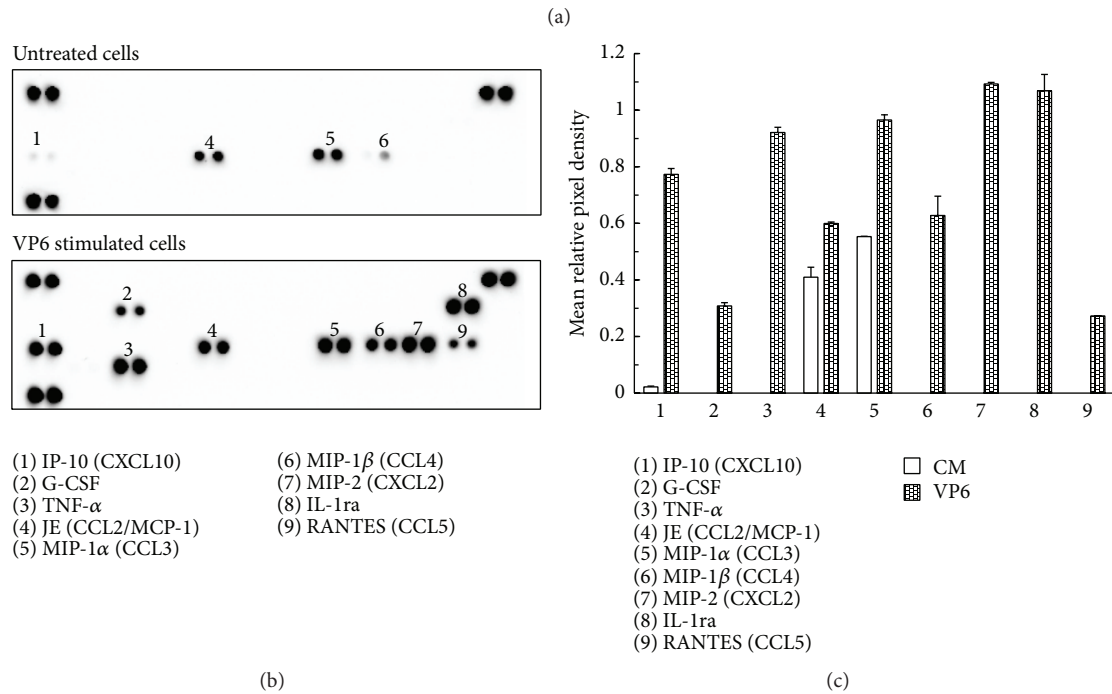 (a)
Untreated cells
1
4
5
6
VP6 stimulated cells
2
8
1
4
5
6
7
9
3
(1) IP-10 (CXCL10)
(2) G-CSF
(3) TNF-α
(4) JE (CCL2/MCP-1)
(5) MIP-1α (CCL3)
(6) MIP-1β (CCL4)
(7) MIP-2 (CXCL2)
(8) IL-1ra
(9) RANTES (CCL5)
(b)
Mean relative pixel density
1.2
1
0.8
0.6
0.4
0.2
0
1 2 3 4 5 6 7 8 9
(1) IP-10 (CXCL10)
(2) G-CSF
(3) TNF-α
(4) JE (CCL2/MCP-1)
(5) MIP-1α (CCL3)
(6) MIP-1β (CCL4)
(7) MIP-2 (CXCL2)
(8) IL-1ra
(9) RANTES (CCL5)
CM
VP6
(c)